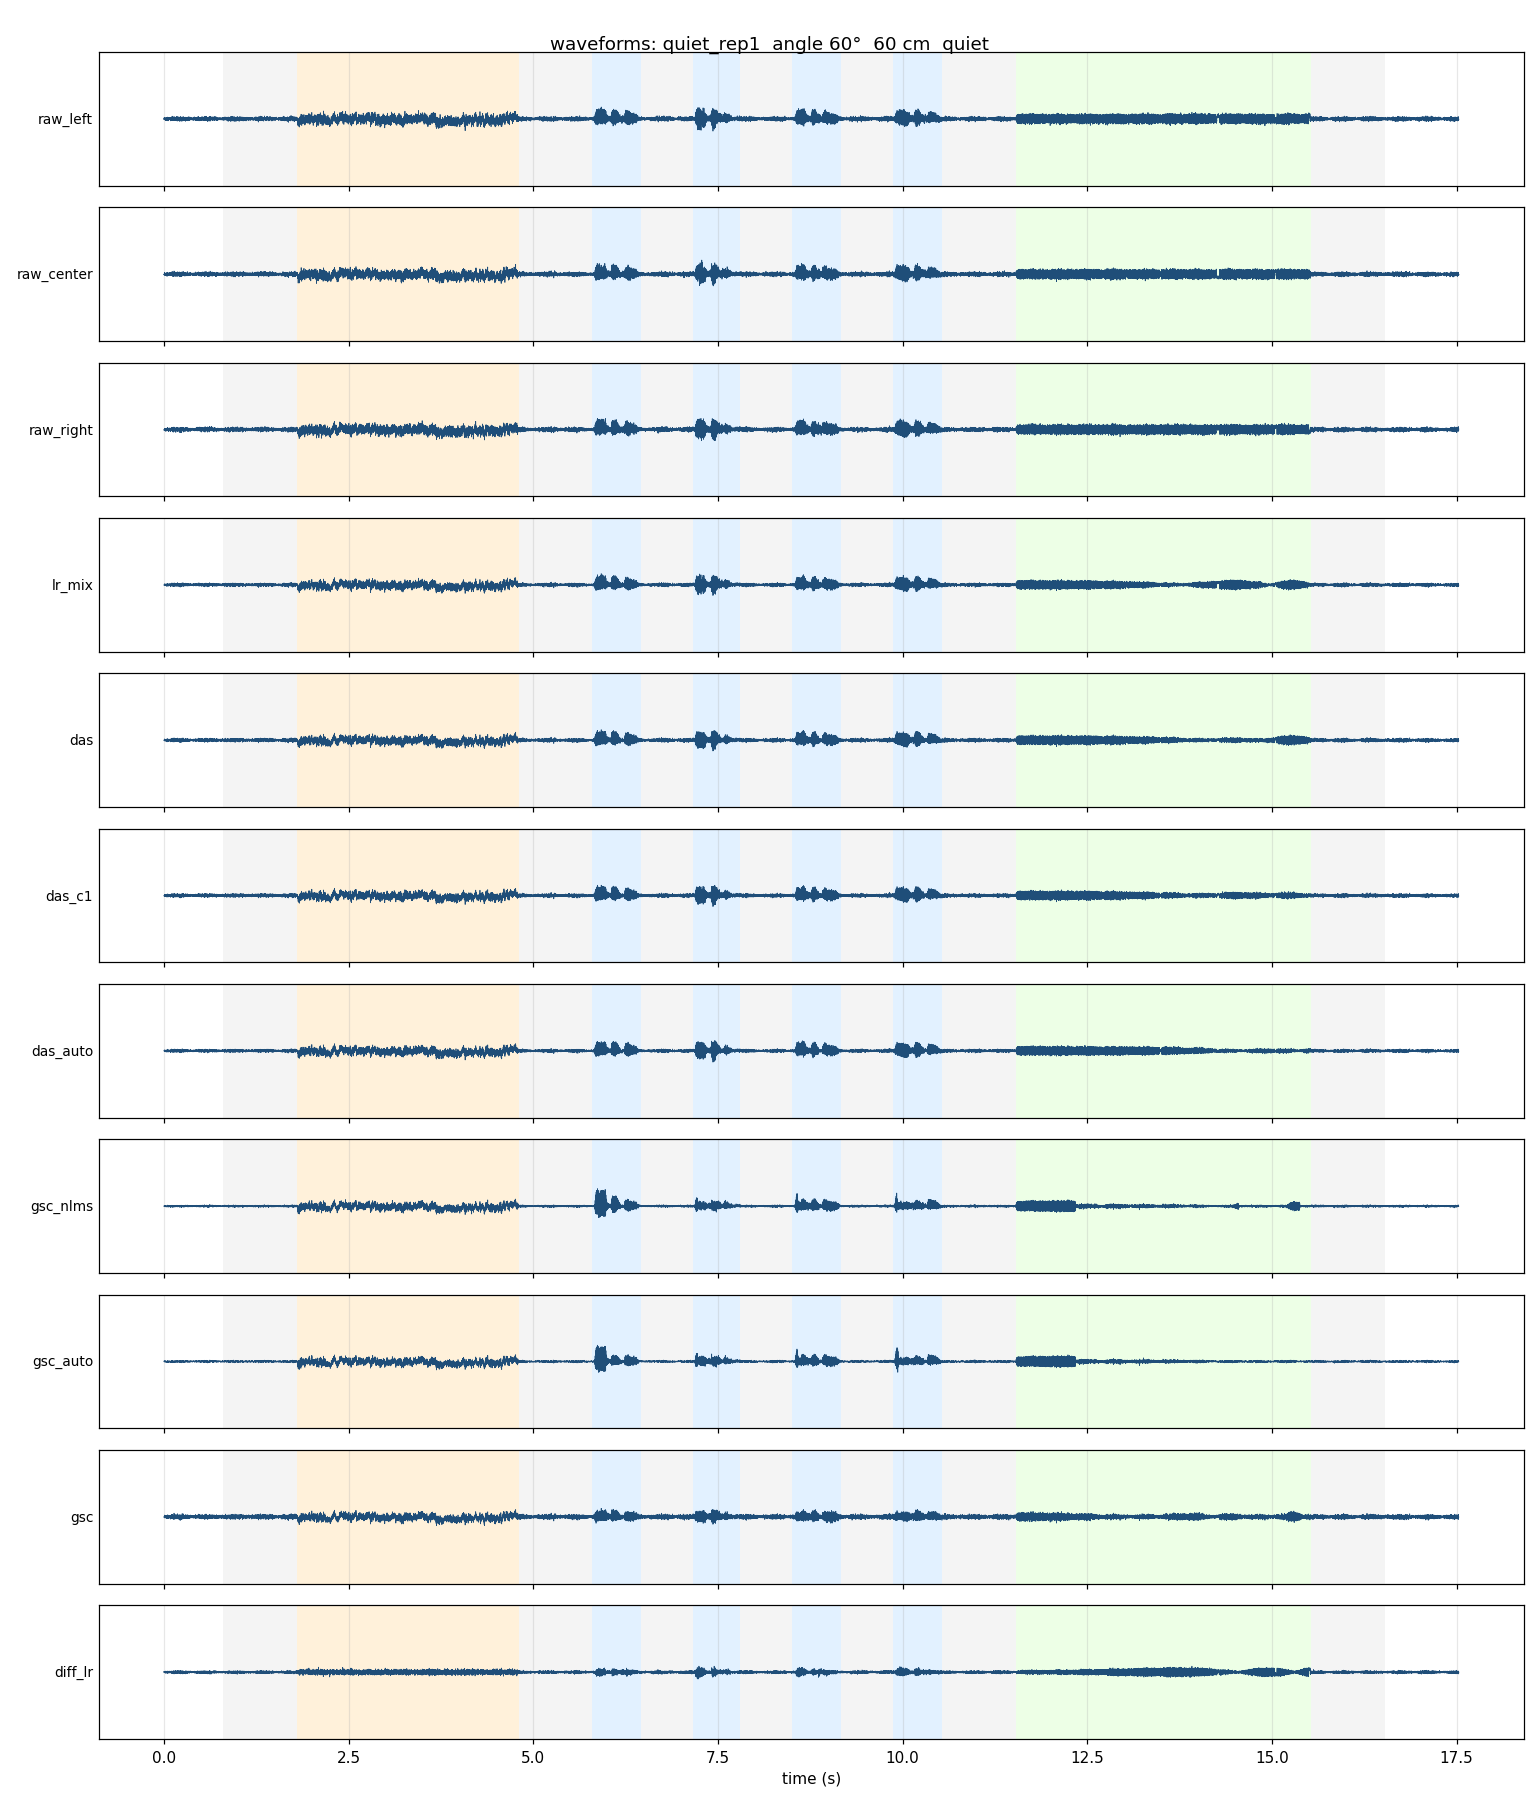 waveforms: quiet_rep1  angle 60°  60 cm  quiet
raw_left
raw_center
raw_right
lr_mix
das
das_c1
das_auto
gsc_nlms
gsc_auto
gsc
diff_lr
0.0 2.5 5.0 7.5 10.0 12.5 15.0 17.5
time (s)